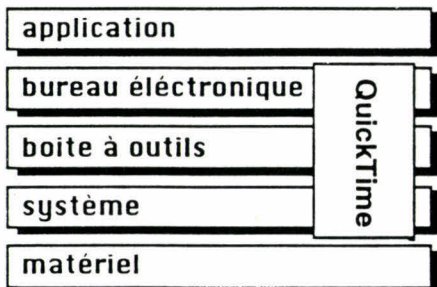 application
bureau éléctronique
QuickTime
boite à outils
système
matériel